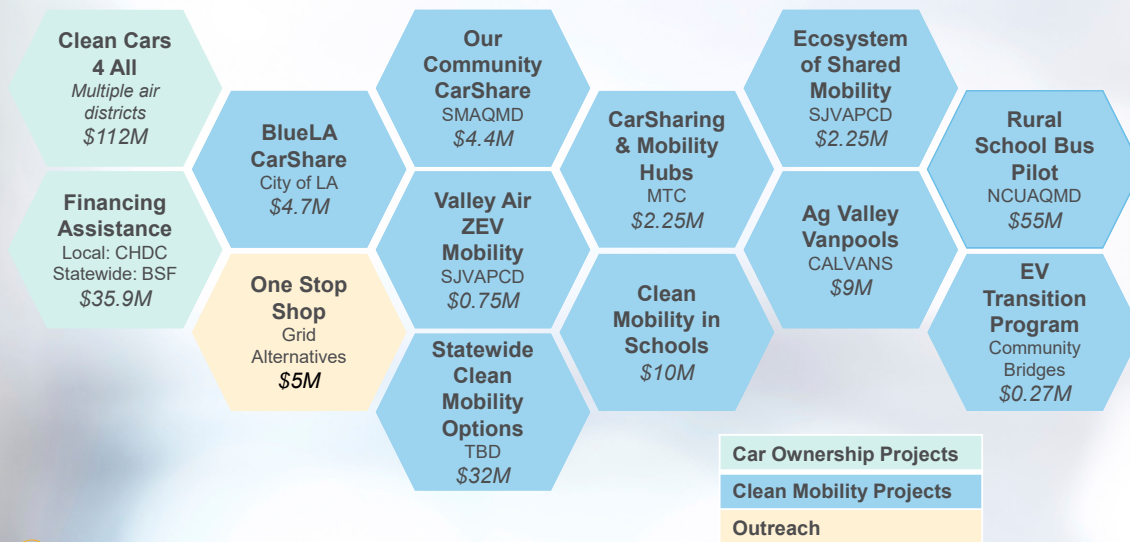 Clean Cars
4 All
Multiple air
districts
$112M
Financing
Assistance
Local: CHDC
Statewide: BSF
$35.9M
BlueLA
CarShare
City of LA
$4.7M
One Stop
Shop
Grid
Alternatives
$5M
Our
Community
CarShare
SMAQMD
$4.4M
Valley Air
ZEV
Mobility
SJVAPCD
$0.75M
Statewide
Clean
Mobility
Options
TBD
$32M
CarSharing
& Mobility
Hubs
MTC
$2.25M
Clean
Mobility in
Schools
$10M
Ecosystem
of Shared
Mobility
SJVAPCD
$2.25M
Ag Valley
Vanpools
CALVANS
$9M
Rural
School Bus
Pilot
NCUAQMD
$55M
EV
Transition
Program
Community
Bridges
$0.27M
Car Ownership Projects
Clean Mobility Projects
Outreach